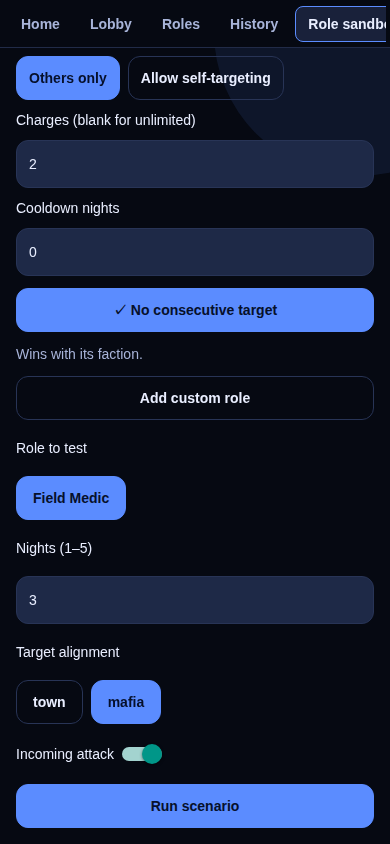 Home Lobby Roles History Role sandb
Others only Allow self-targeting
Charges (blank for unlimited)
2
Cooldown nights
0
✓ No consecutive target
Wins with its faction.
Add custom role
Role to test
Field Medic
Nights (1–5)
3
Target alignment
town mafia
Incoming attack
Run scenario